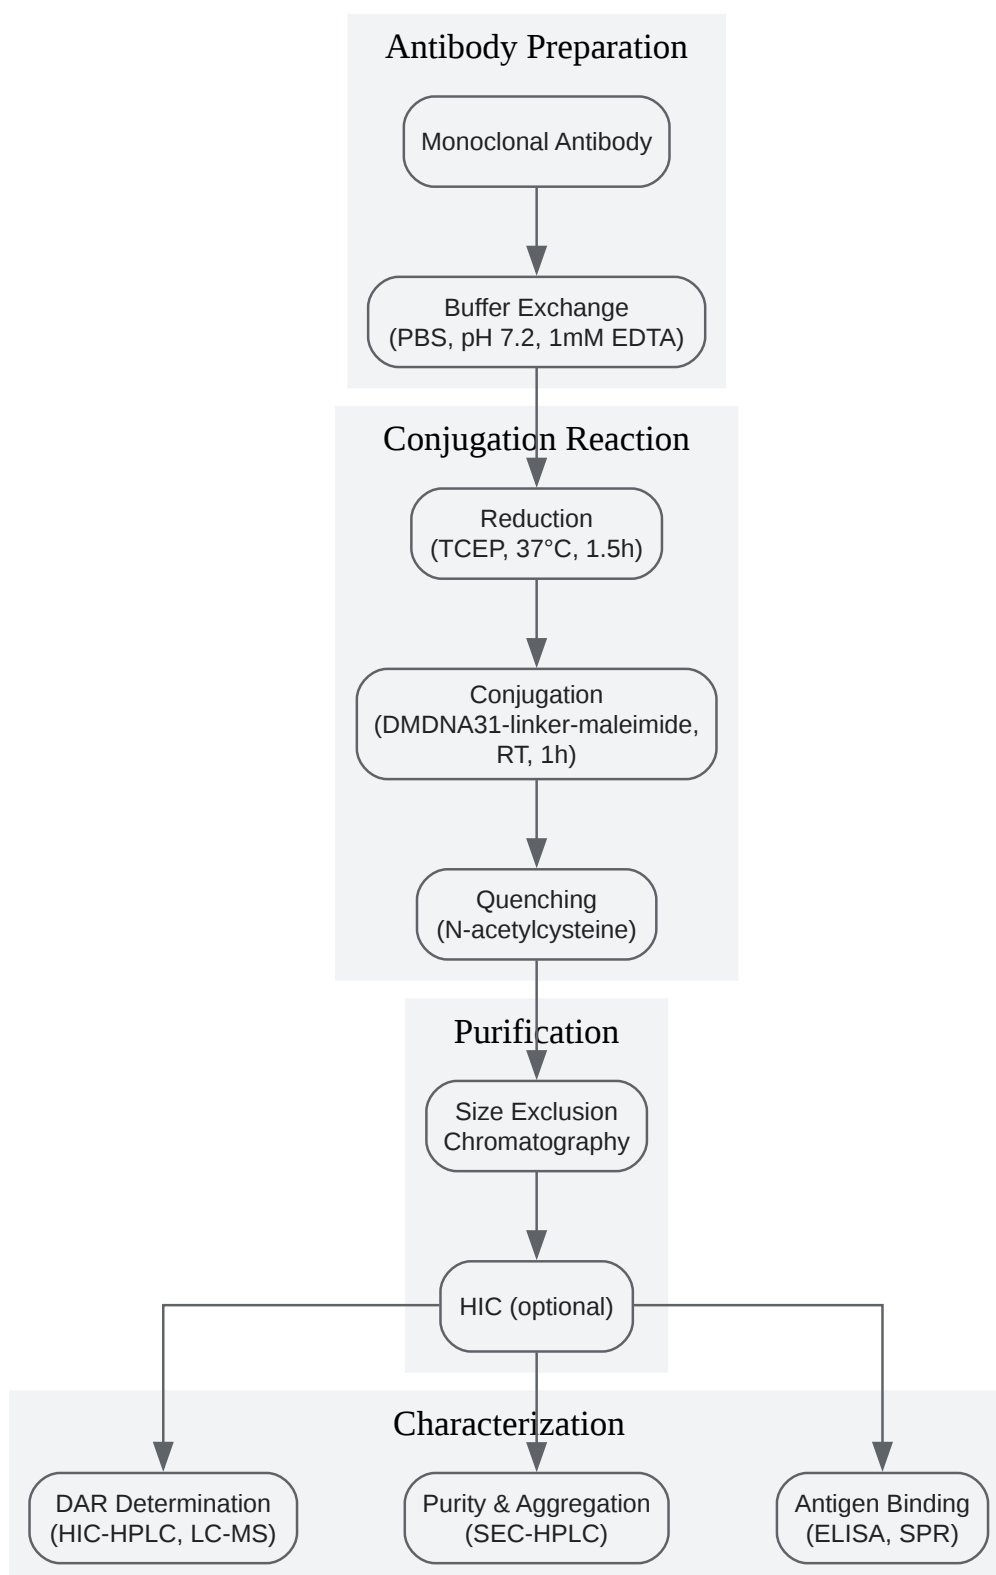 Antibody Preparation
Monoclonal Antibody
Buffer Exchange
(PBS, pH 7.2, 1mM EDTA)
Conjugation Reaction
Reduction
(TCEP, 37°C, 1.5h)
Conjugation
(DMDNA31-linker-maleimide,
RT, 1h)
Quenching
(N-acetylcysteine)
Purification
Size Exclusion
Chromatography
HIC (optional)
Characterization
DAR Determination
(HIC-HPLC, LC-MS)
Purity & Aggregation
(SEC-HPLC)
Antigen Binding
(ELISA, SPR)